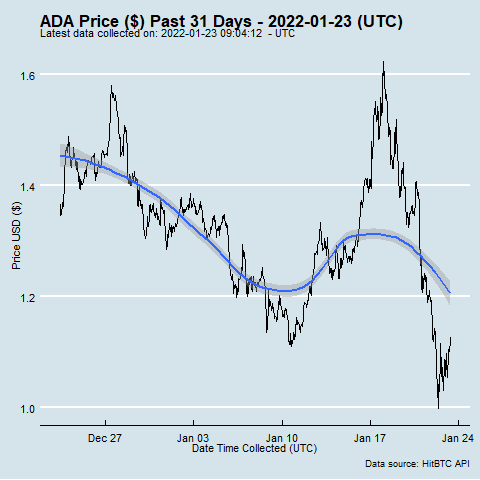 ADA Price ($) Past 31 Days - 2022-01-23 (UTC)
Latest data collected on: 2022-01-23 09:04:12 - UTC
1.6
1.4
1.2
1.0
Price USD ($)
Dec 27 Jan 03 Jan 10 Jan 17 Jan 24
Date Time Collected (UTC)
Data source: HitBTC API